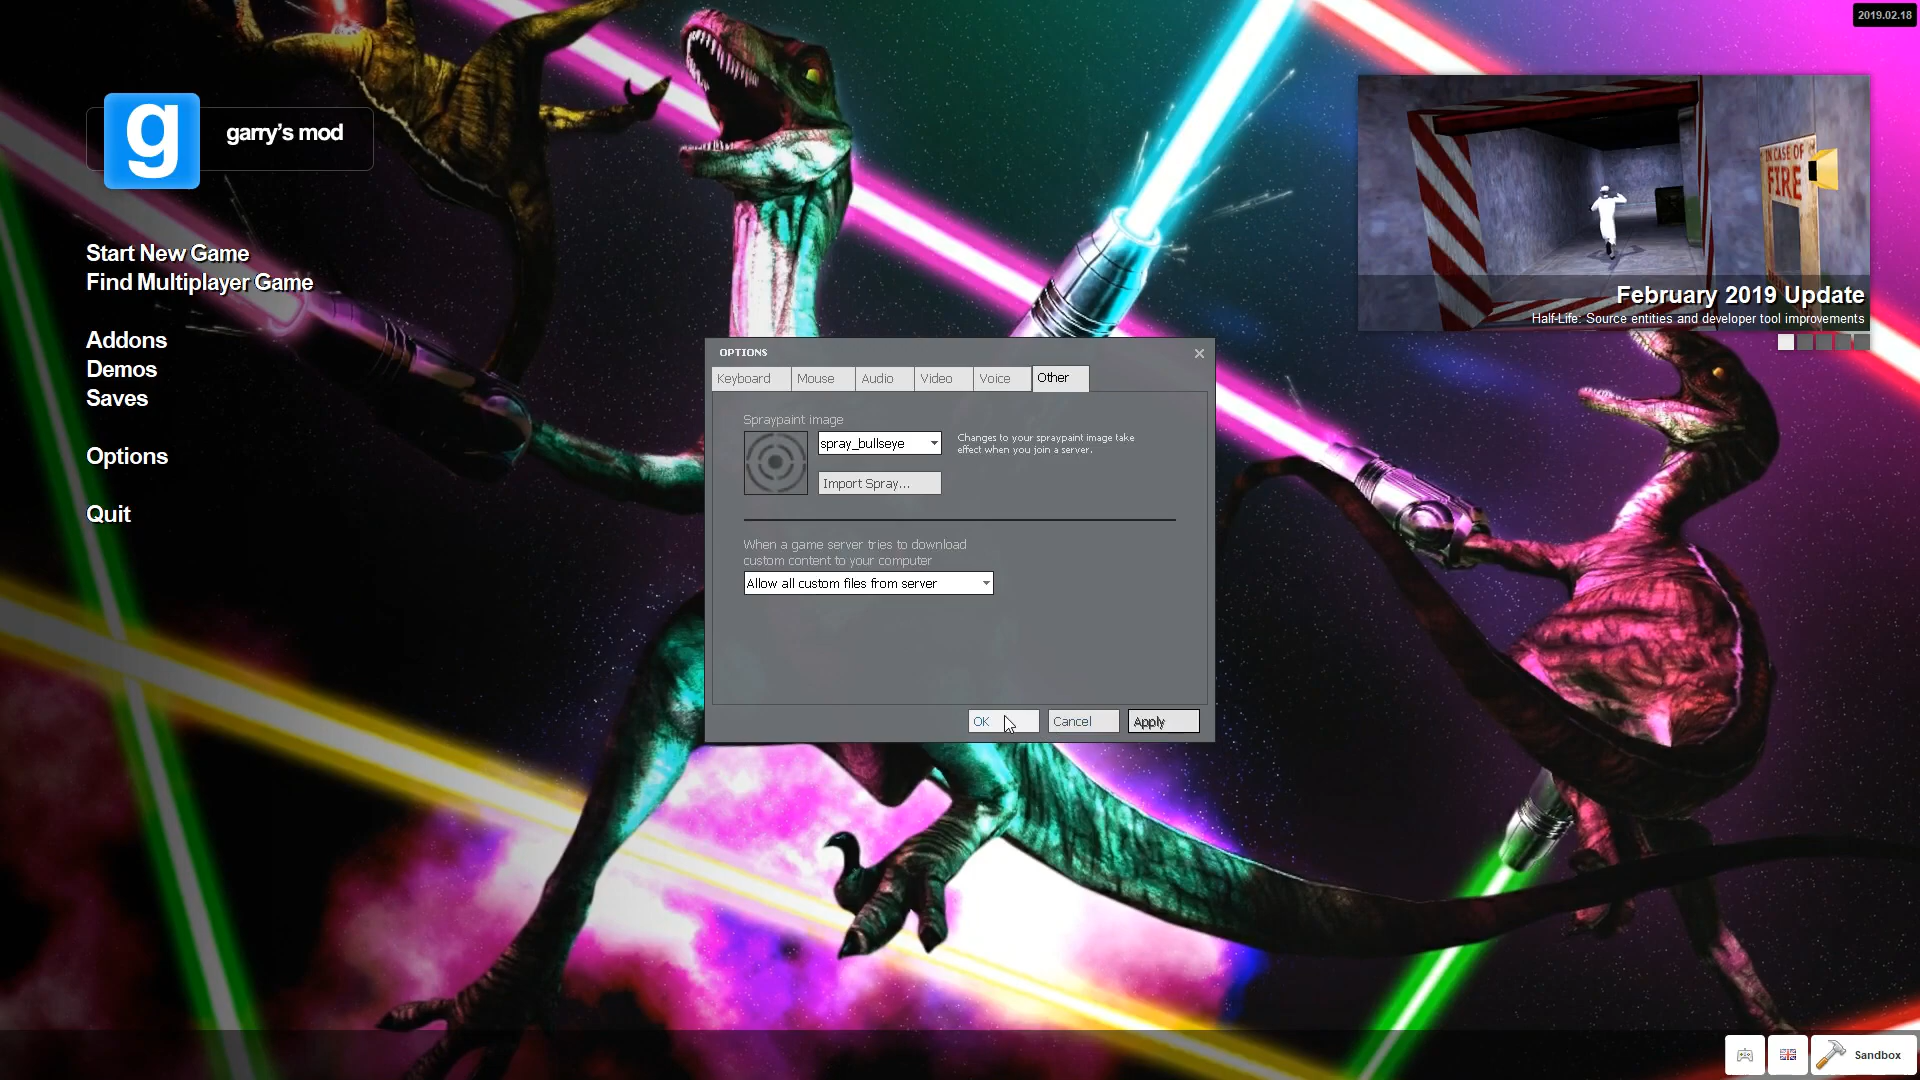 2019.02.18
g
garry's mod
Start New Game
Find Multiplayer Game
Addons
Demos
Saves
Options
Quit
IN CASE OF
FIRE
February 2019 Update
Half-Life: Source entities and developer tool improvements
OPTIONS
Keyboard
Mouse
Audio
Video
Voice
Other
Spraypaint image
spray_bullseye
Changes to your spraypaint image take
effect when you join a server.
Import Spray...
When a game server tries to download
custom content to your computer
Allow all custom files from server
OK
Cancel
Apply
Sandbox